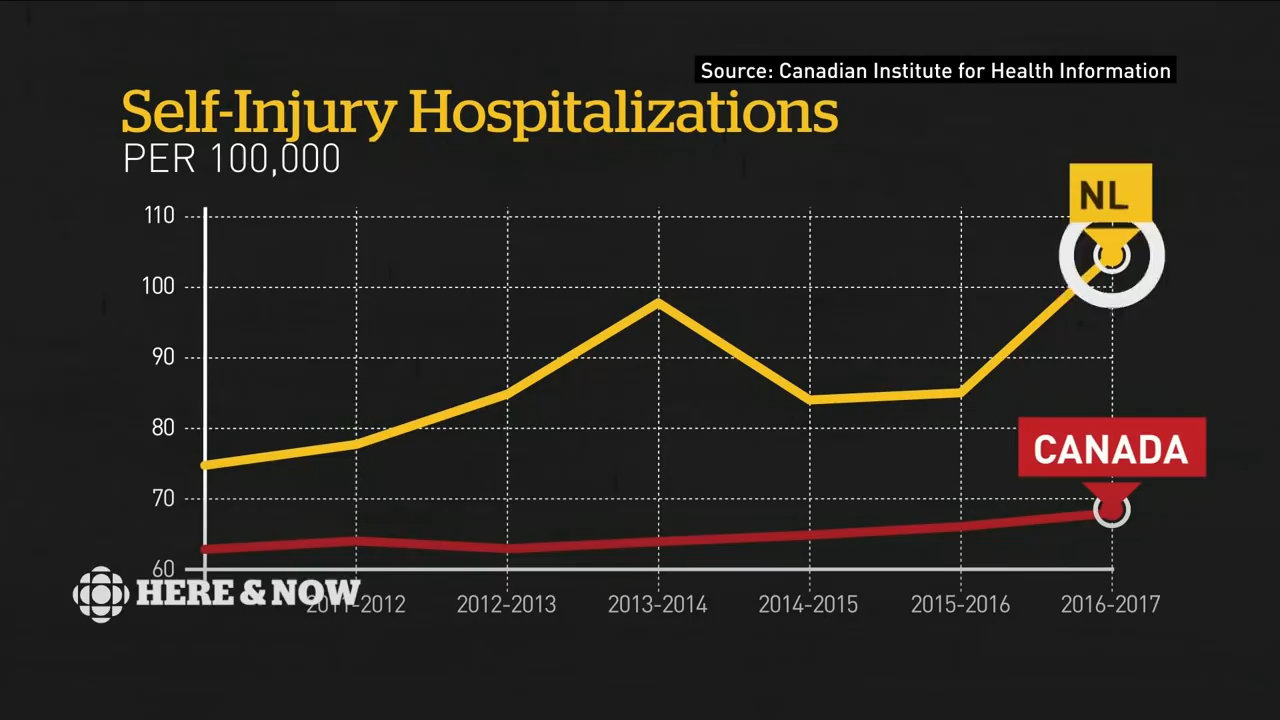 Source: Canadian Institute for Health Information
Self-Injury Hospitalizations
PER 100,000
NL
110
100
90
80
CANADA
70
60
HERE & NOW
2011-2012 2012-2013 2013-2014 2014-2015 2015-2016 2016-2017